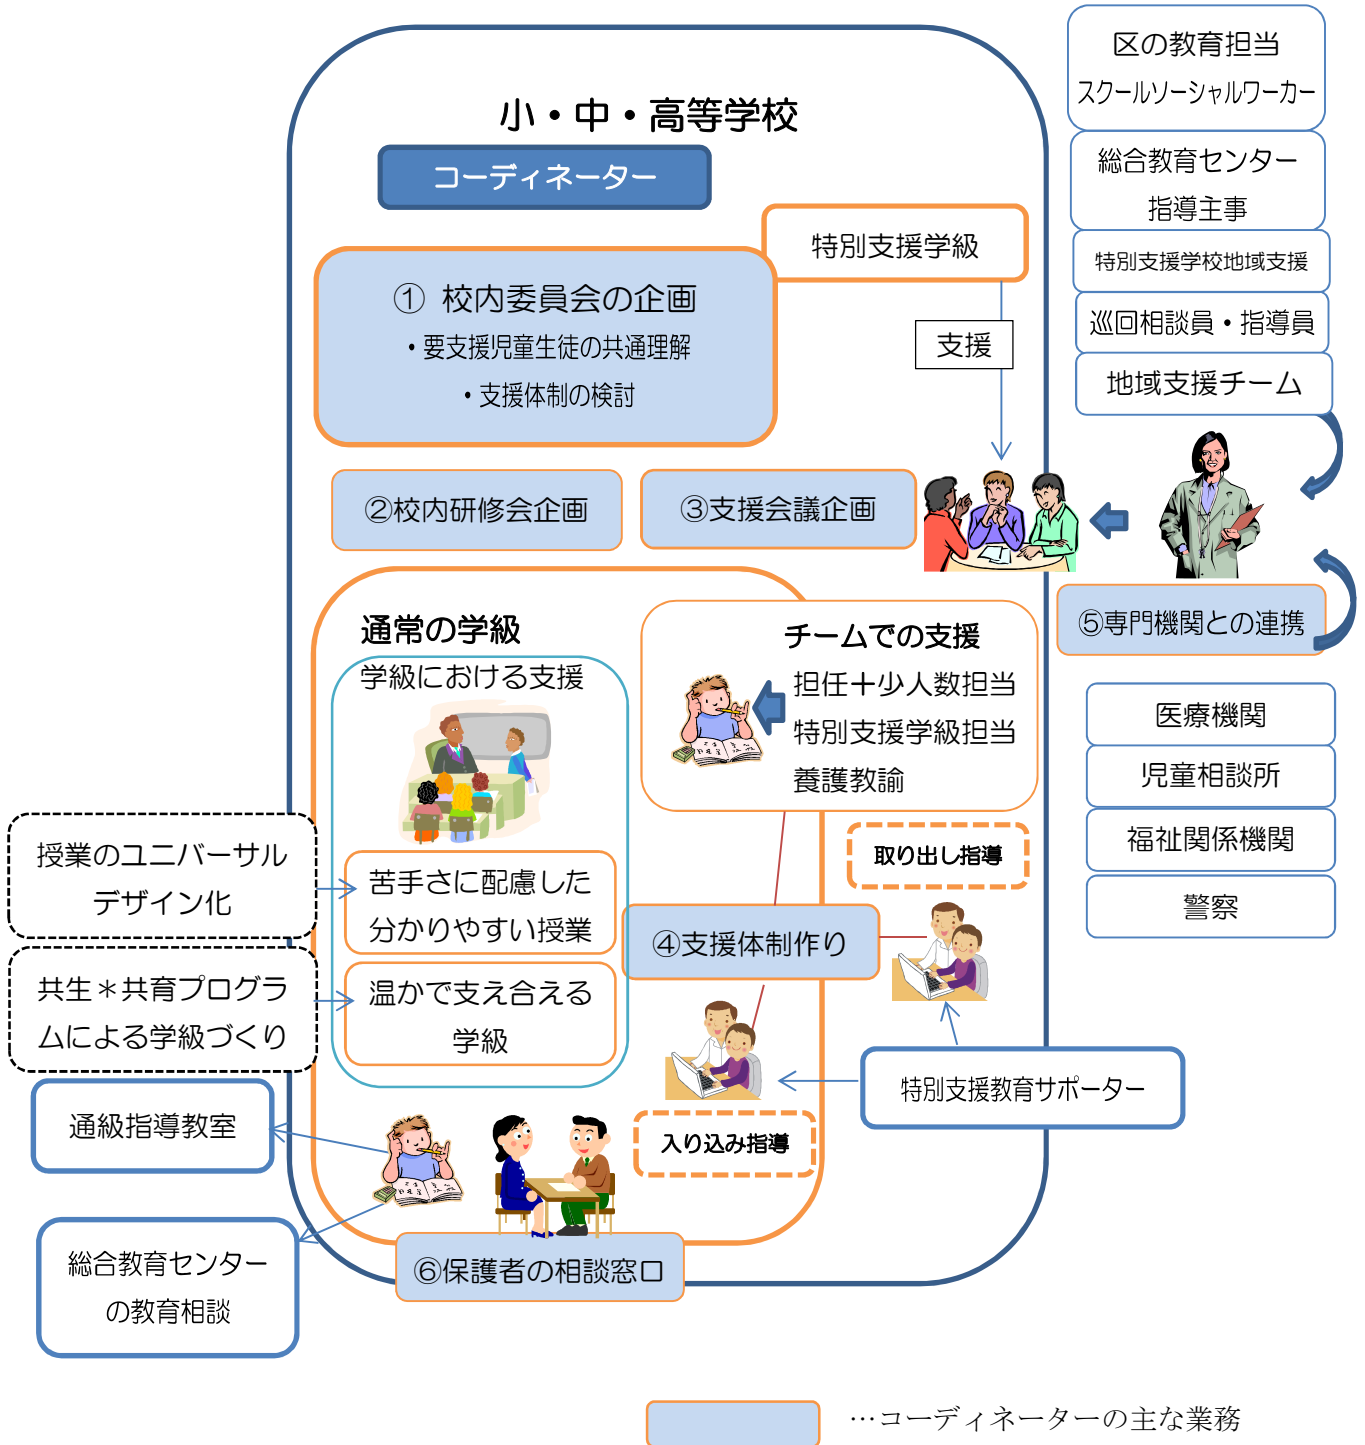 小・中・高等学校
コーディネーター
特別支援学級
① 校内委員会の企画
・要支援児童生徒の共通理解
・支援体制の検討
支援
②校内研修会企画
③支援会議企画
区の教育担当
スクールソーシャルワーカー
総合教育センター
指導主事
特別支援学校地域支援
巡回相談員・指導員
地域支援チーム
⑤専門機関との連携
医療機関
児童相談所
福祉関係機関
警察
通常の学級
学級における支援
チームでの支援
担任＋少人数担当
特別支援学級担当
養護教諭
取り出し指導
授業のユニバーサル
デザイン化
苦手さに配慮した
分かりやすい授業
④支援体制作り
共生＊共育プログラ
ムによる学級づくり
温かで支え合える
学級
特別支援教育サポーター
入り込み指導
通級指導教室
総合教育センター
の教育相談
⑥保護者の相談窓口
…コーディネーターの主な業務